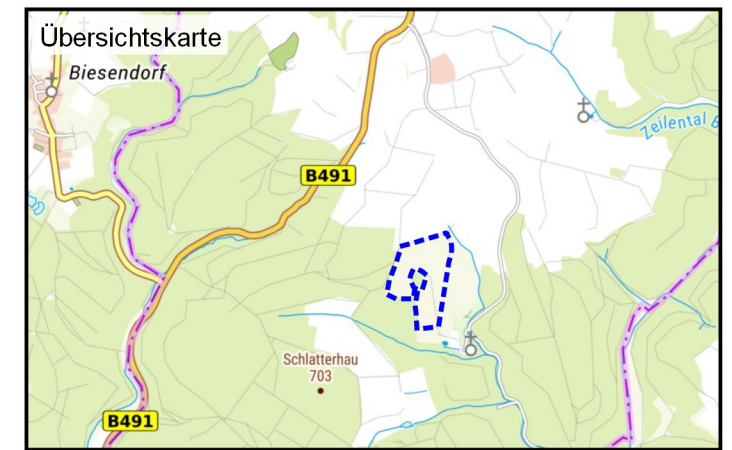 Übersichtskarte
Biesendorf
Zeilental B
B491
Schlatterhau
703
B491